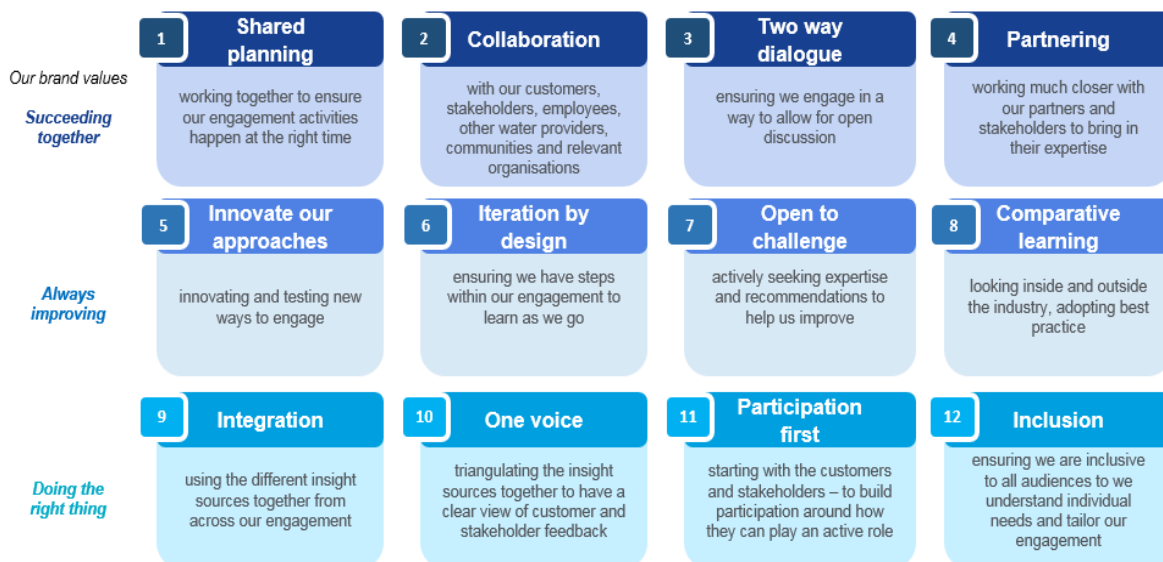 Our brand values
Succeeding
together
1
Shared
planning
working together to ensure
our engagement activities
happen at the right time
2
Collaboration
with our customers,
stakeholders, employees,
other water providers,
communities and relevant
organisations
3
Two way
dialogue
ensuring we engage in a
way to allow for open
discussion
4
Partnering
working much closer with
our partners and
stakeholders to bring in
their expertise
Always
improving
5
Innovate our
approaches
innovating and testing new
ways to engage
6
Iteration by
design
ensuring we have steps
within our engagement to
learn as we go
7
Open to
challenge
actively seeking expertise
and recommendations to
help us improve
8
Comparative
learning
looking inside and outside
the industry, adopting best
practice
Doing the
right thing
9
Integration
using the different insight
sources together from
across our engagement
10
One voice
triangulating the insight
sources together to have a
clear view of customer and
stakeholder feedback
11
Participation
first
starting with the customers
and stakeholders – to build
participation around how
they can play an active role
12
Inclusion
ensuring we are inclusive
to all audiences to we
understand individual
needs and tailor our
engagement